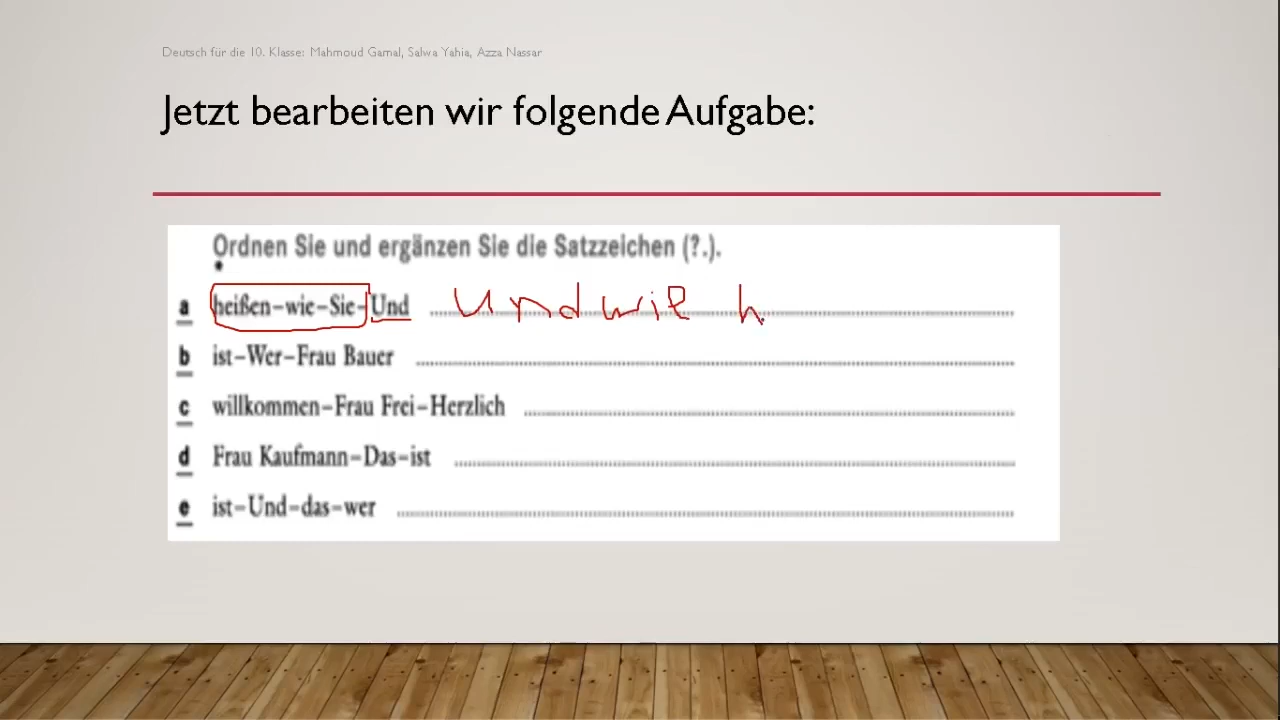 Deutsch für die 10. Klasse: Mahmoud Gamal, Salwa Yahia, Azza Nassar
Jetzt bearbeiten wir folgende Aufgabe:
Ordnen Sie und ergänzen Sie die Satzzeichen (?.).
a heißen–wie–Sie–Und Und wie h
b ist–Wer–Frau Bauer
c willkommen–Frau Frei–Herzlich
d Frau Kaufmann–Das–ist
e ist–Und–das–wer